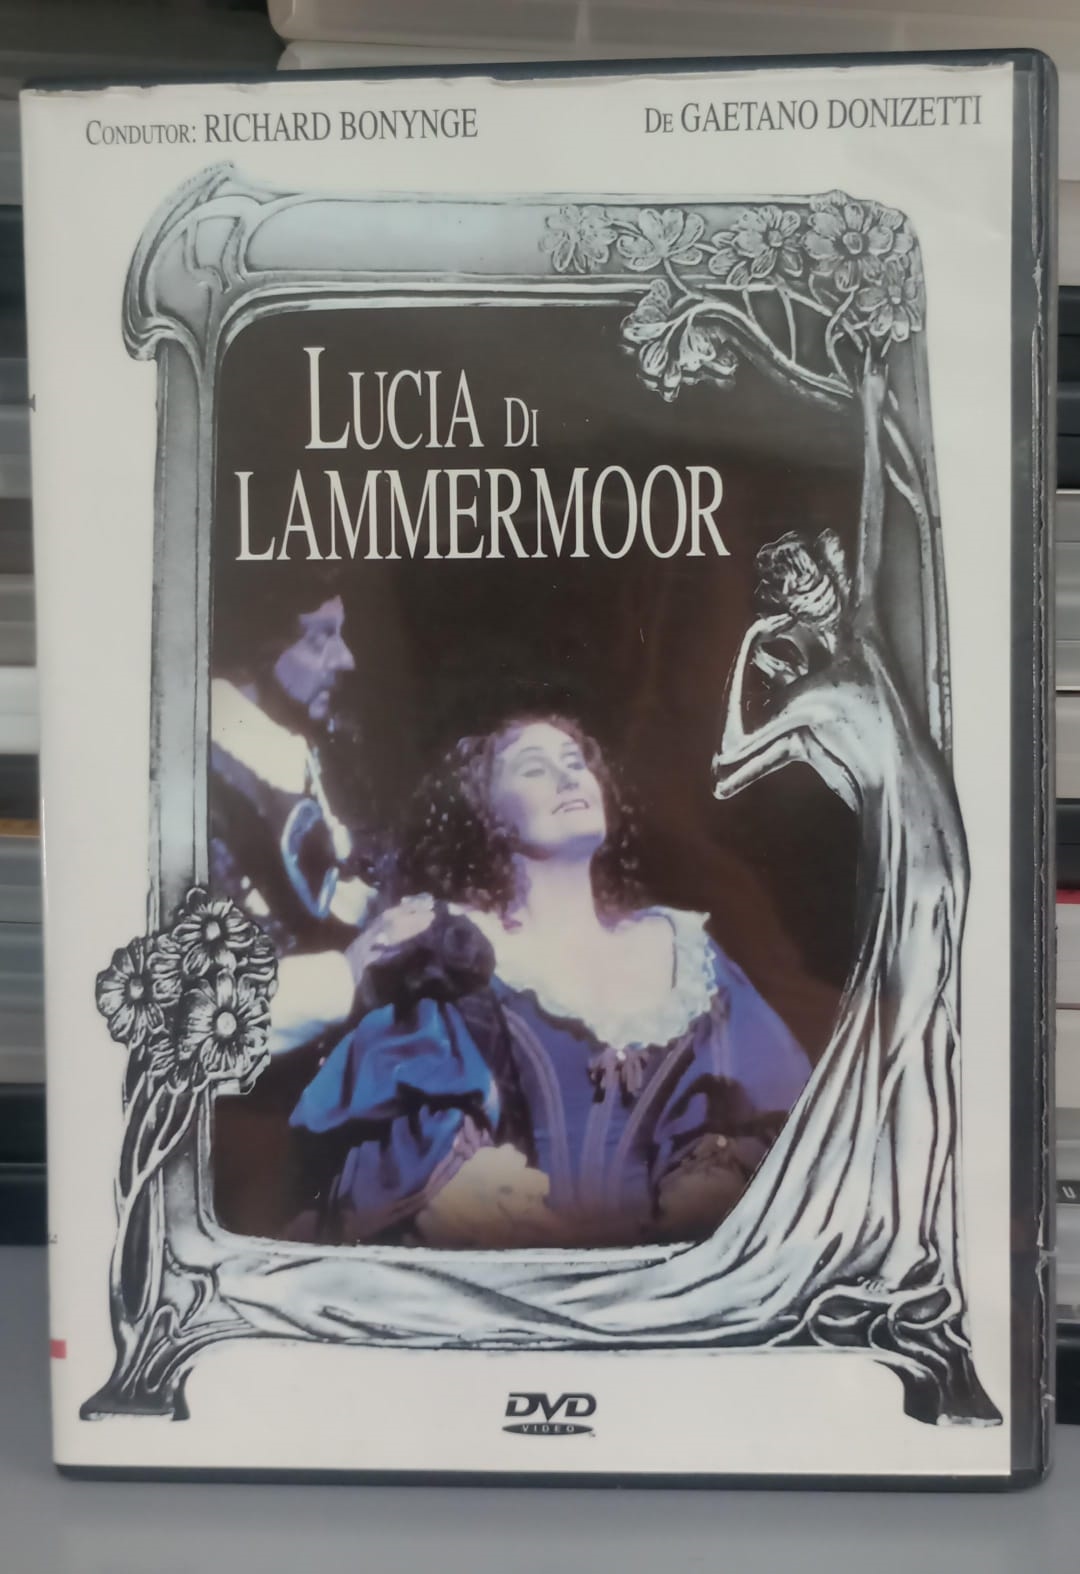 CONDUTOR: RICHARD BONYNGE
DE GAETANO DONIZETTI
LUCIA DI
LAMMERMOOR
DVD
VIDEO